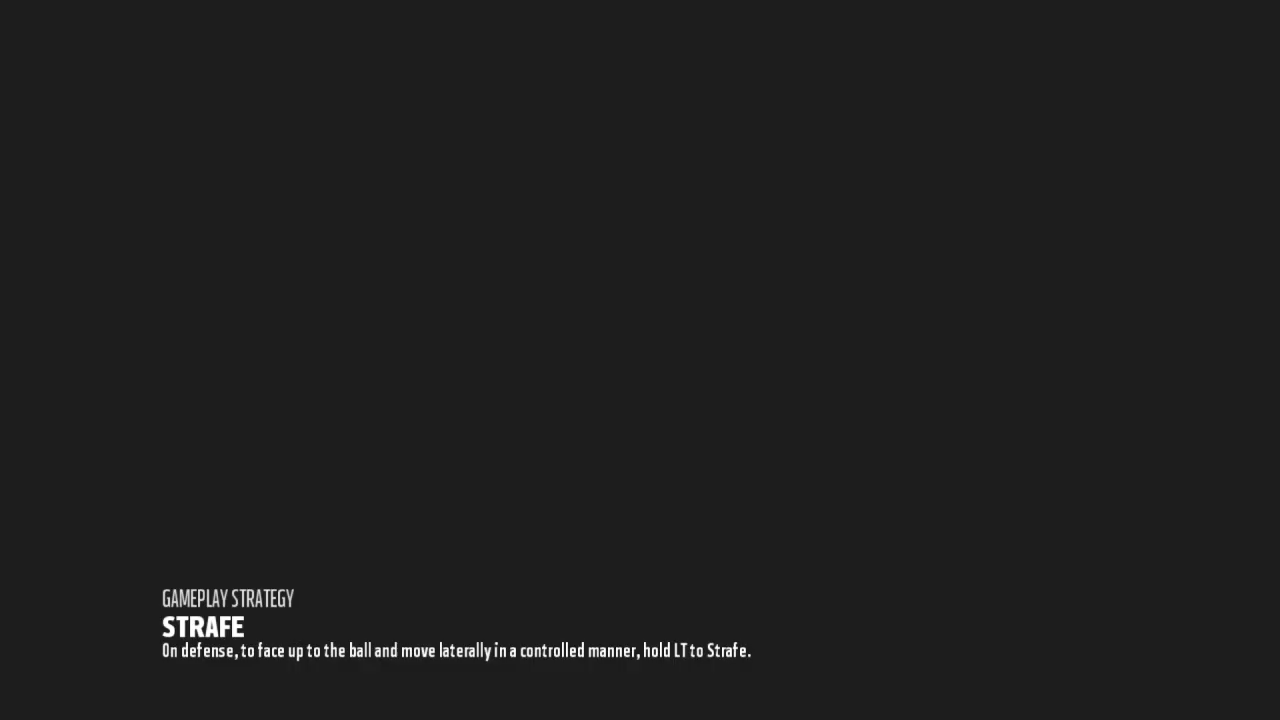 GAMEPLAY STRATEGY
STRAFE
On defense, to face up to the ball and move laterally in a controlled manner, hold LT to Strafe.